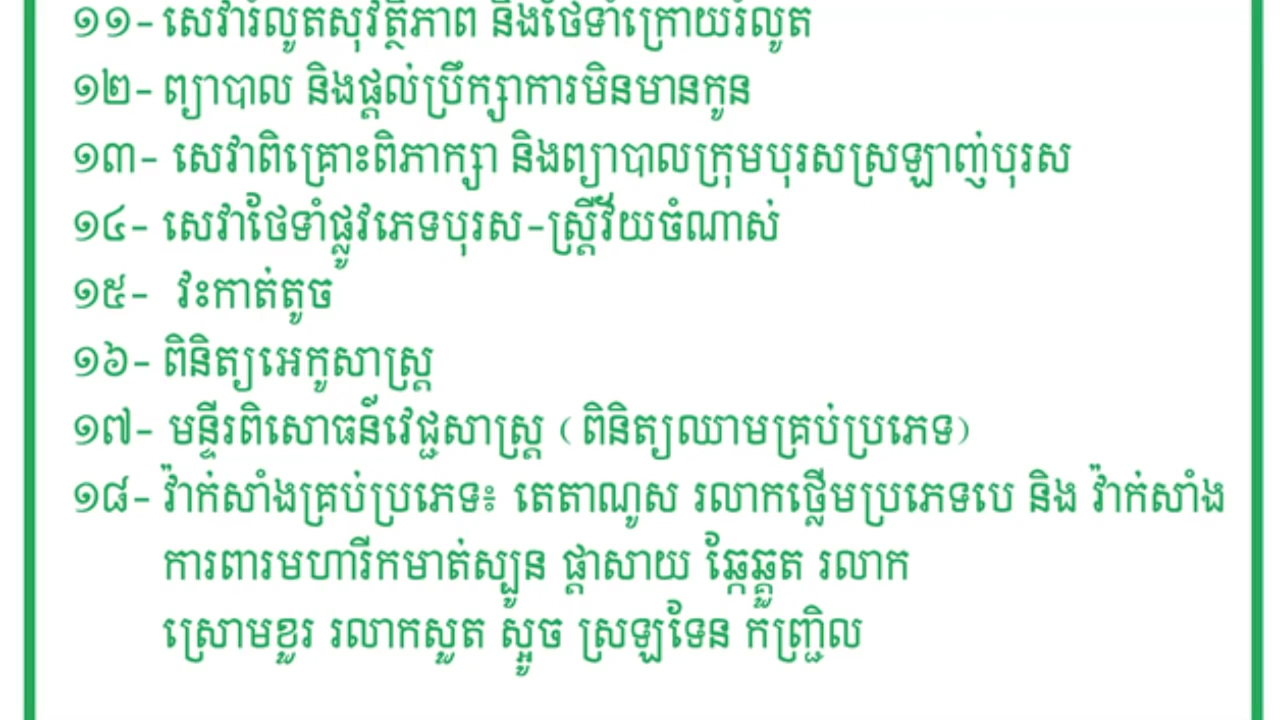 ១១- សេវារំលូតសុវត្ថិភាព និងថែទាំក្រោយរំលូត
១២- ព្យាបាល និងផ្តល់ប្រឹក្សាការមិនមានកូន
១៣- សេវាពិគ្រោះពិភាក្សា និងព្យាបាលក្រុមបុរសស្រឡាញ់បុរស
១៤- សេវាថែទាំផ្លូវភេទបុរស-ស្ត្រីវ័យចំណាស់
១៥- វះកាត់តូច
១៦- ពិនិត្យអេកូសាស្ត្រ
១៧- មន្ទីរពិសោធន៍វេជ្ជសាស្ត្រ ( ពិនិត្យឈាមគ្រប់ប្រភេទ)
១៨- វ៉ាក់សាំងគ្រប់ប្រភេទ៖ តេតាណូស រលាកថ្លើមប្រភេទបេ និង វ៉ាក់សាំង
ការពារមហារីកមាត់ស្បូន ផ្តាសាយ ឆ្កែឆ្កួត រលាក
ស្រោមខួរ រលាកសួត ស្អូច ស្រឡទែន កញ្ជ្រិល